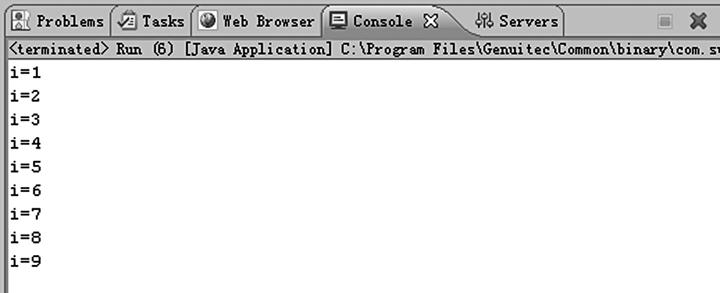 Problems Tasks Web Browser Console Servers
<terminated> Run (6) [Java Application] C:\Program Files\Genuitec\Common\binary\com.su
i=1
i=2
i=3
i=4
i=5
i=6
i=7
i=8
i=9